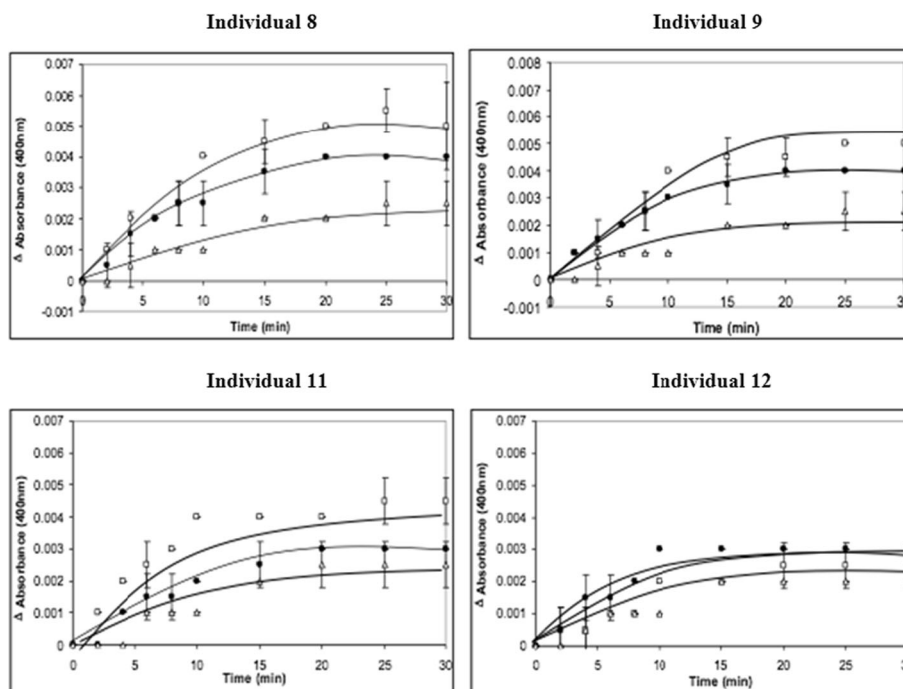 Individual 8
Individual 9
Δ Absorbance (400nm)
0.007
0.006
0.005
0.004
0.003
0.002
0.001
0
-0.001
0 5 10 15 20 25 30
Time (min)
Δ Absorbance (400nm)
0.008
0.007
0.006
0.005
0.004
0.003
0.002
0.001
0
-0.001
0 5 10 15 20 25 30
Time (min)
Individual 11
Individual 12
Δ Absorbance (400nm)
0.007
0.006
0.005
0.004
0.003
0.002
0.001
0
0 5 10 15 20 25 30
Time (min)
Δ Absorbance (400nm)
0.007
0.006
0.005
0.004
0.003
0.002
0.001
0
0 5 10 15 20 25 30
Time (min)